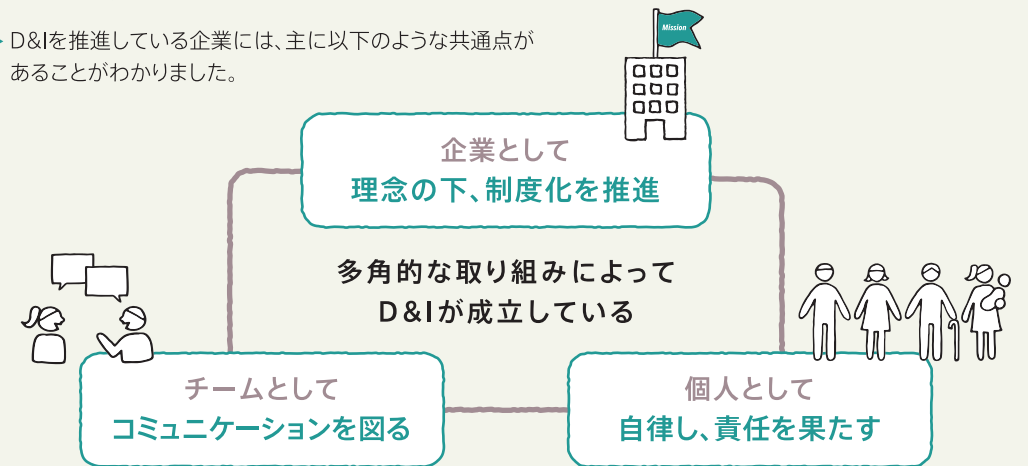 D&Iを推進している企業には、主に以下のような共通点が
あることがわかりました。
Mission
企業として
理念の下、制度化を推進
多角的な取り組みによって
D&Iが成立している
チームとして
コミュニケーションを図る
個人として
自律し、責任を果たす